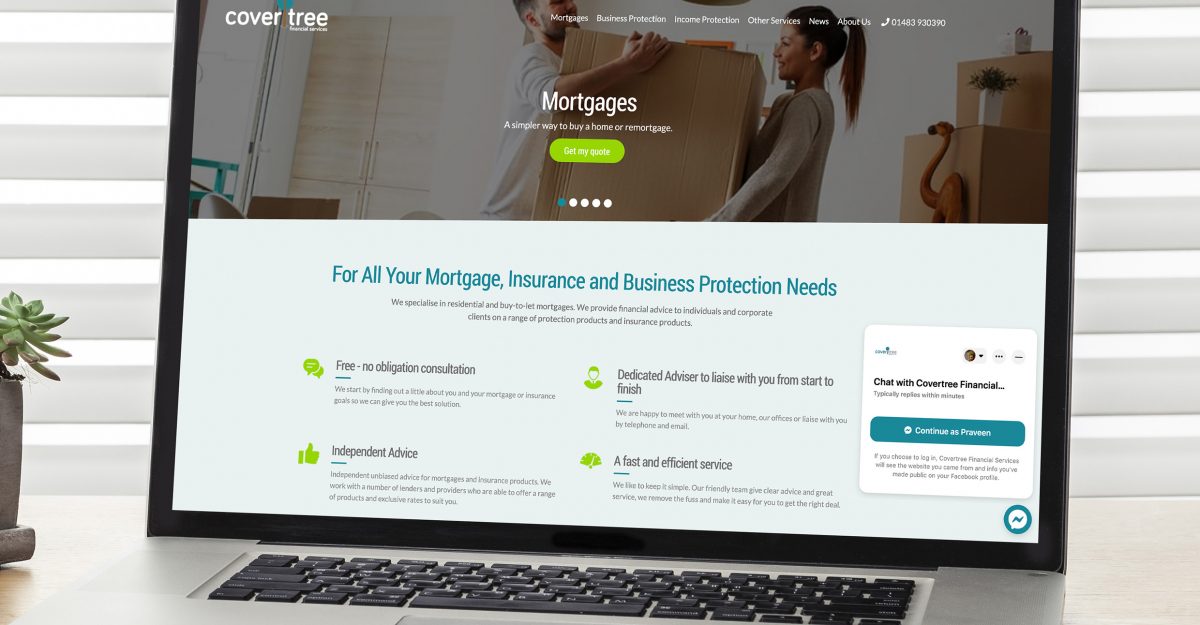 cover tree
financial services
Mortgages Business Protection Income Protection Other Services News About Us 01483 930390
Mortgages
A simpler way to buy a home or remortgage.
Get my quote
For All Your Mortgage, Insurance and Business Protection Needs
We specialise in residential and buy-to-let mortgages. We provide financial advice to individuals and corporate
clients on a range of protection products and insurance products.
Free - no obligation consultation
We start by finding out a little about you and your mortgage or insurance
goals so we can give you the best solution.
Dedicated Adviser to liaise with you from start to
finish
We are happy to meet with you at your home, our offices or liaise with you
by telephone and email.
Independent Advice
Independent unbiased advice for mortgages and insurance products. We
work with a number of lenders and providers who are able to offer a range
of products and exclusive rates to suit you.
A fast and efficient service
We like to keep it simple. Our friendly team give clear advice and great
service, we remove the fuss and make it easy for you to get the right deal.
covertree
Chat with Covertree Financial...
Typically replies within minutes
Continue as Praveen
If you choose to log in, Covertree Financial Services
will see the website you came from and info you've
made public on your Facebook profile.